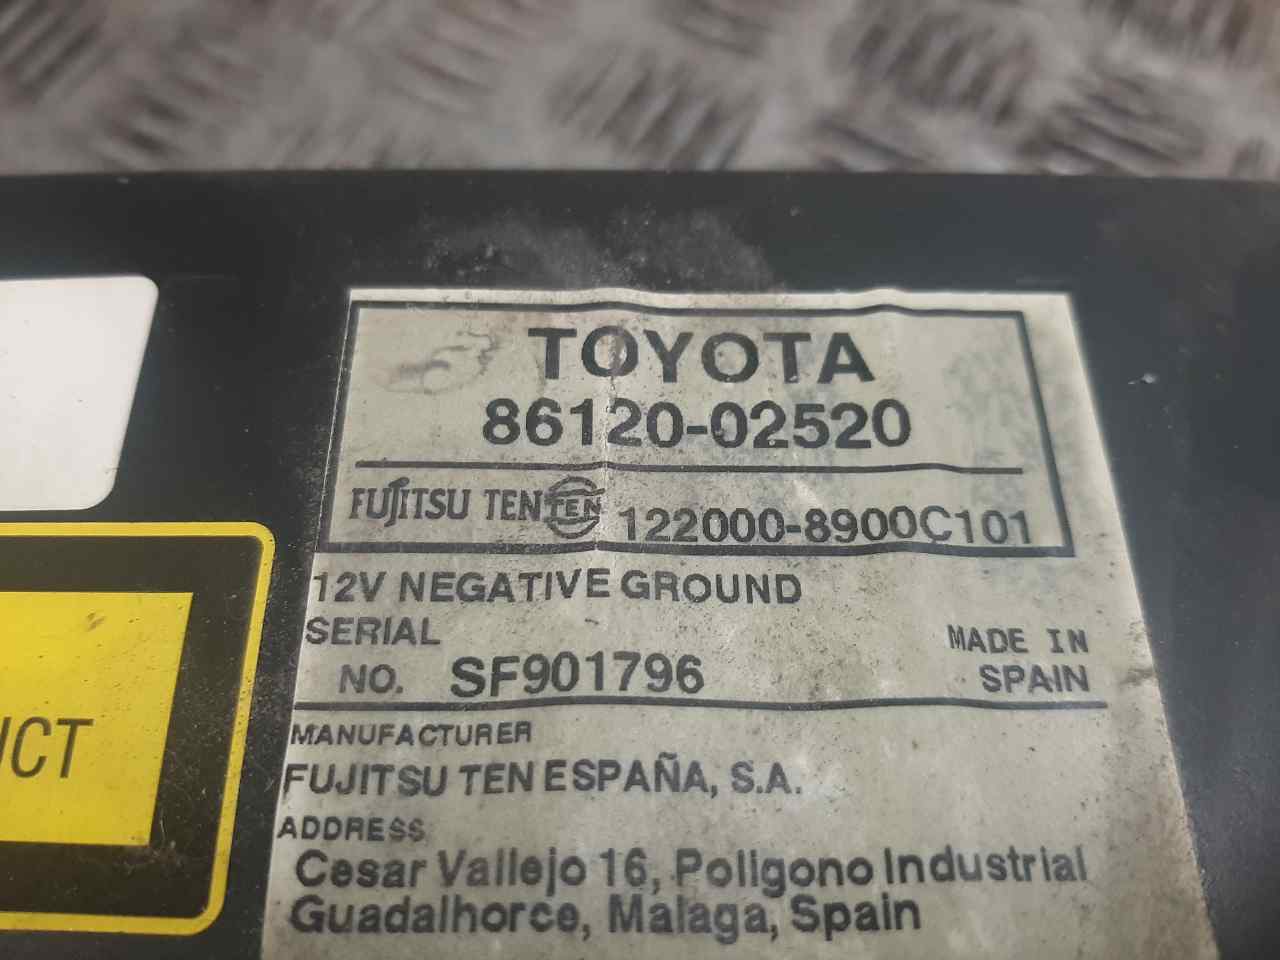 TOYOTA
86120-02520
FUJITSU TEN TEN 122000-8900C101
12V NEGATIVE GROUND
SERIAL
NO. SF901796
MADE IN
SPAIN
MANUFACTURER
FUJITSU TEN ESPAÑA, S.A.
ADDRESS
Cesar Vallejo 16, Poligono Industrial
Guadalhorce, Malaga, Spain